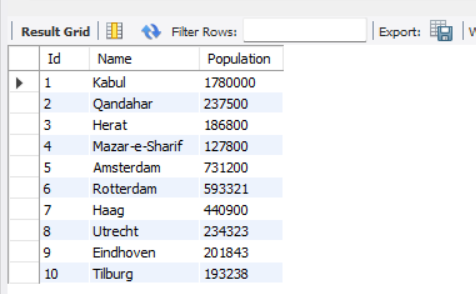 Result Grid Filter Rows: Export: W
Id Name Population
1 Kabul 1780000
2 Qandahar 237500
3 Herat 186800
4 Mazar-e-Sharif 127800
5 Amsterdam 731200
6 Rotterdam 593321
7 Haag 440900
8 Utrecht 234323
9 Eindhoven 201843
10 Tilburg 193238